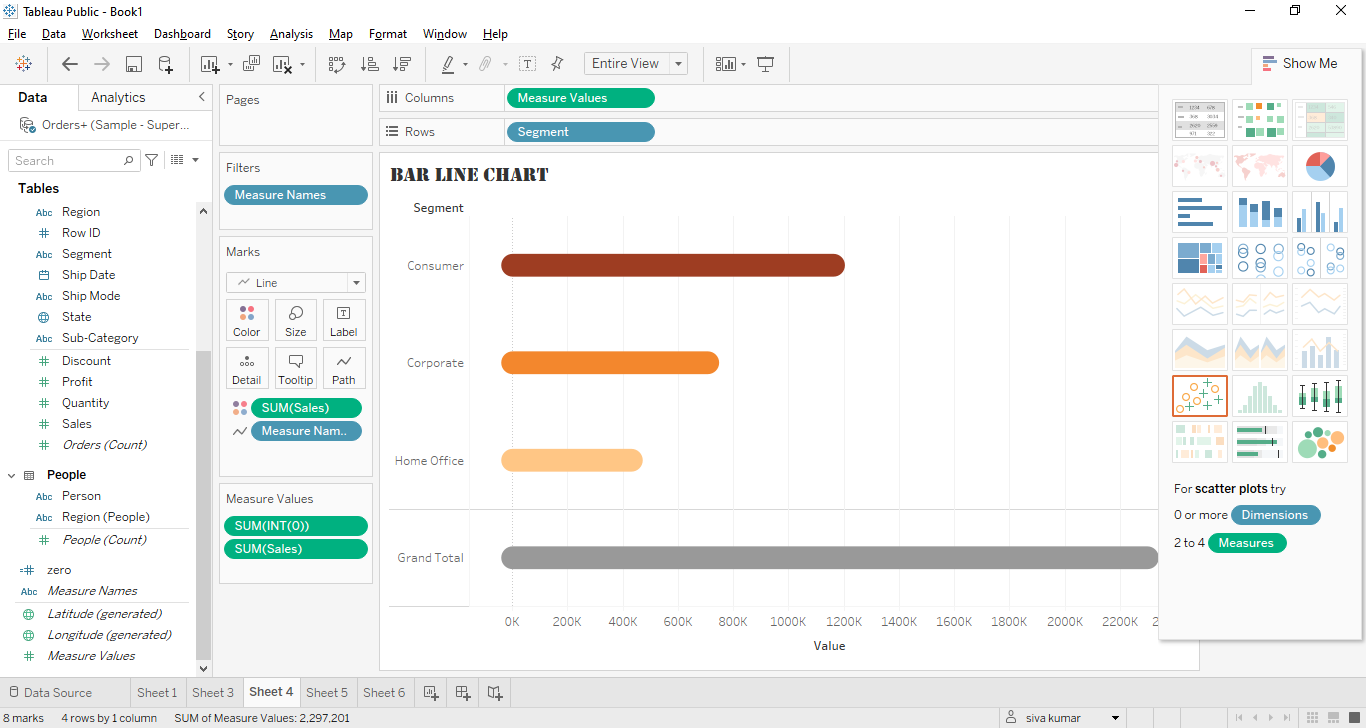 Tableau Public - Book1
File Data Worksheet Dashboard Story Analysis Map Format Window Help
Entire View
Show Me
Data Analytics
Orders+ (Sample - Super...
Search
Tables
Abc Region
Row ID
Abc Segment
Ship Date
Abc Ship Mode
State
Abc Sub-Category
Discount
Profit
Quantity
Sales
Orders (Count)
People
Abc Person
Abc Region (People)
People (Count)
zero
Abc Measure Names
Latitude (generated)
Longitude (generated)
Measure Values
Pages
Filters
Measure Names
Marks
Line
Color Size Label
Detail Tooltip Path
SUM(Sales)
Measure Nam..
Measure Values
SUM(INT(0))
SUM(Sales)
Columns Measure Values
Rows Segment
BAR LINE CHART
Segment
Consumer
Corporate
Home Office
Grand Total
0K 200K 400K 600K 800K 1000K 1200K 1400K 1600K 1800K 2000K 2200K 2
Value
For scatter plots try
0 or more Dimensions
2 to 4 Measures
Data Source Sheet 1 Sheet 3 Sheet 4 Sheet 5 Sheet 6
8 marks 4 rows by 1 column SUM of Measure Values: 2,297,201 siva kumar